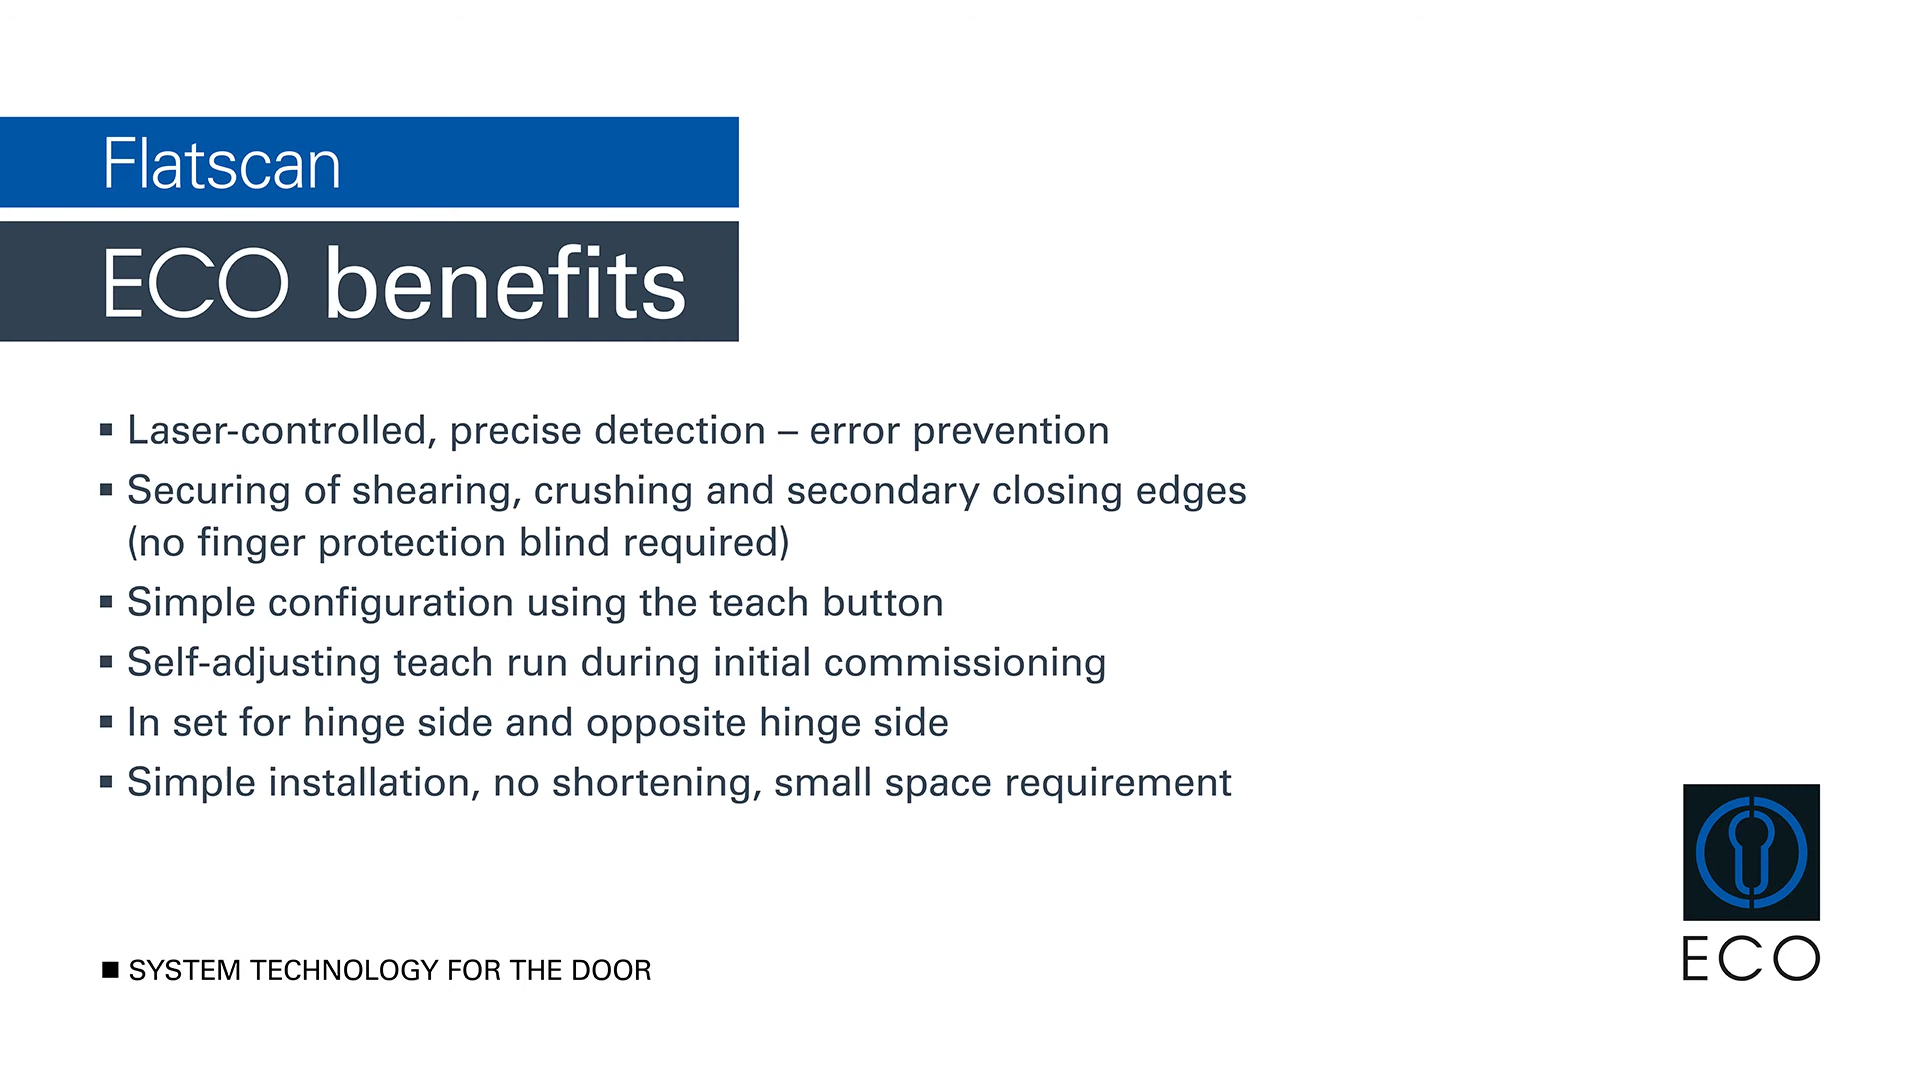 Flatscan
ECO benefits
▪ Laser-controlled, precise detection – error prevention
▪ Securing of shearing, crushing and secondary closing edges
(no finger protection blind required)
▪ Simple configuration using the teach button
▪ Self-adjusting teach run during initial commissioning
▪ In set for hinge side and opposite hinge side
▪ Simple installation, no shortening, small space requirement
■ SYSTEM TECHNOLOGY FOR THE DOOR
ECO